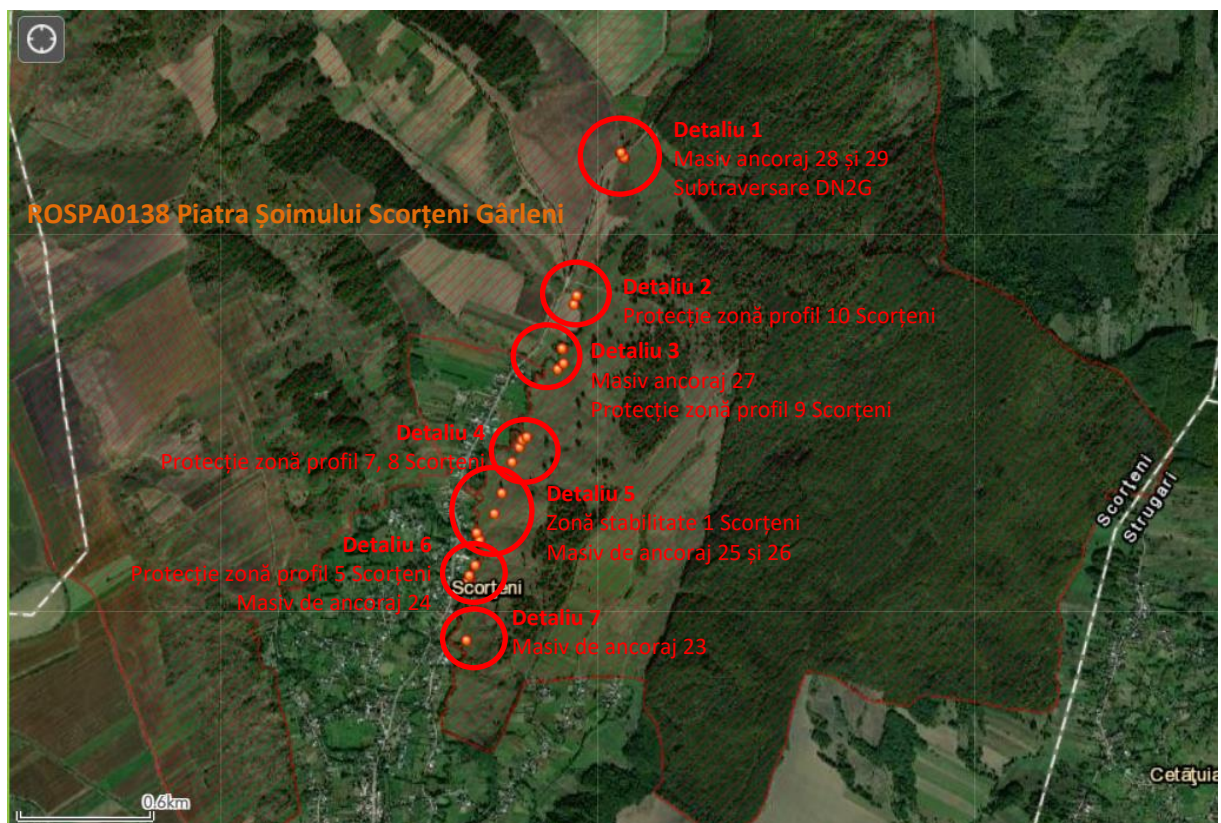 Detaliu 1
Masiv ancoraj 28 și 29
Subtraversare DN2G
ROSPA0138 Piatra Șoimului Scorțeni Gârleni
Detaliu 2
Protecție zonă profil 10 Scorțeni
Detaliu 3
Masiv ancoraj 27
Protecție zonă profil 9 Scorțeni
Detaliu 4
Protecție zonă profil 7, 8 Scorțeni
Detaliu 5
Zonă stabilitate 1 Scorțeni
Masiv de ancoraj 25 și 26
Scorţeni
Strugari
Detaliu 6
Protecție zonă profil 5 Scorțeni
Masiv de ancoraj 24
Scorţeni
Detaliu 7
Masiv de ancoraj 23
Cetăţuia
0.6km